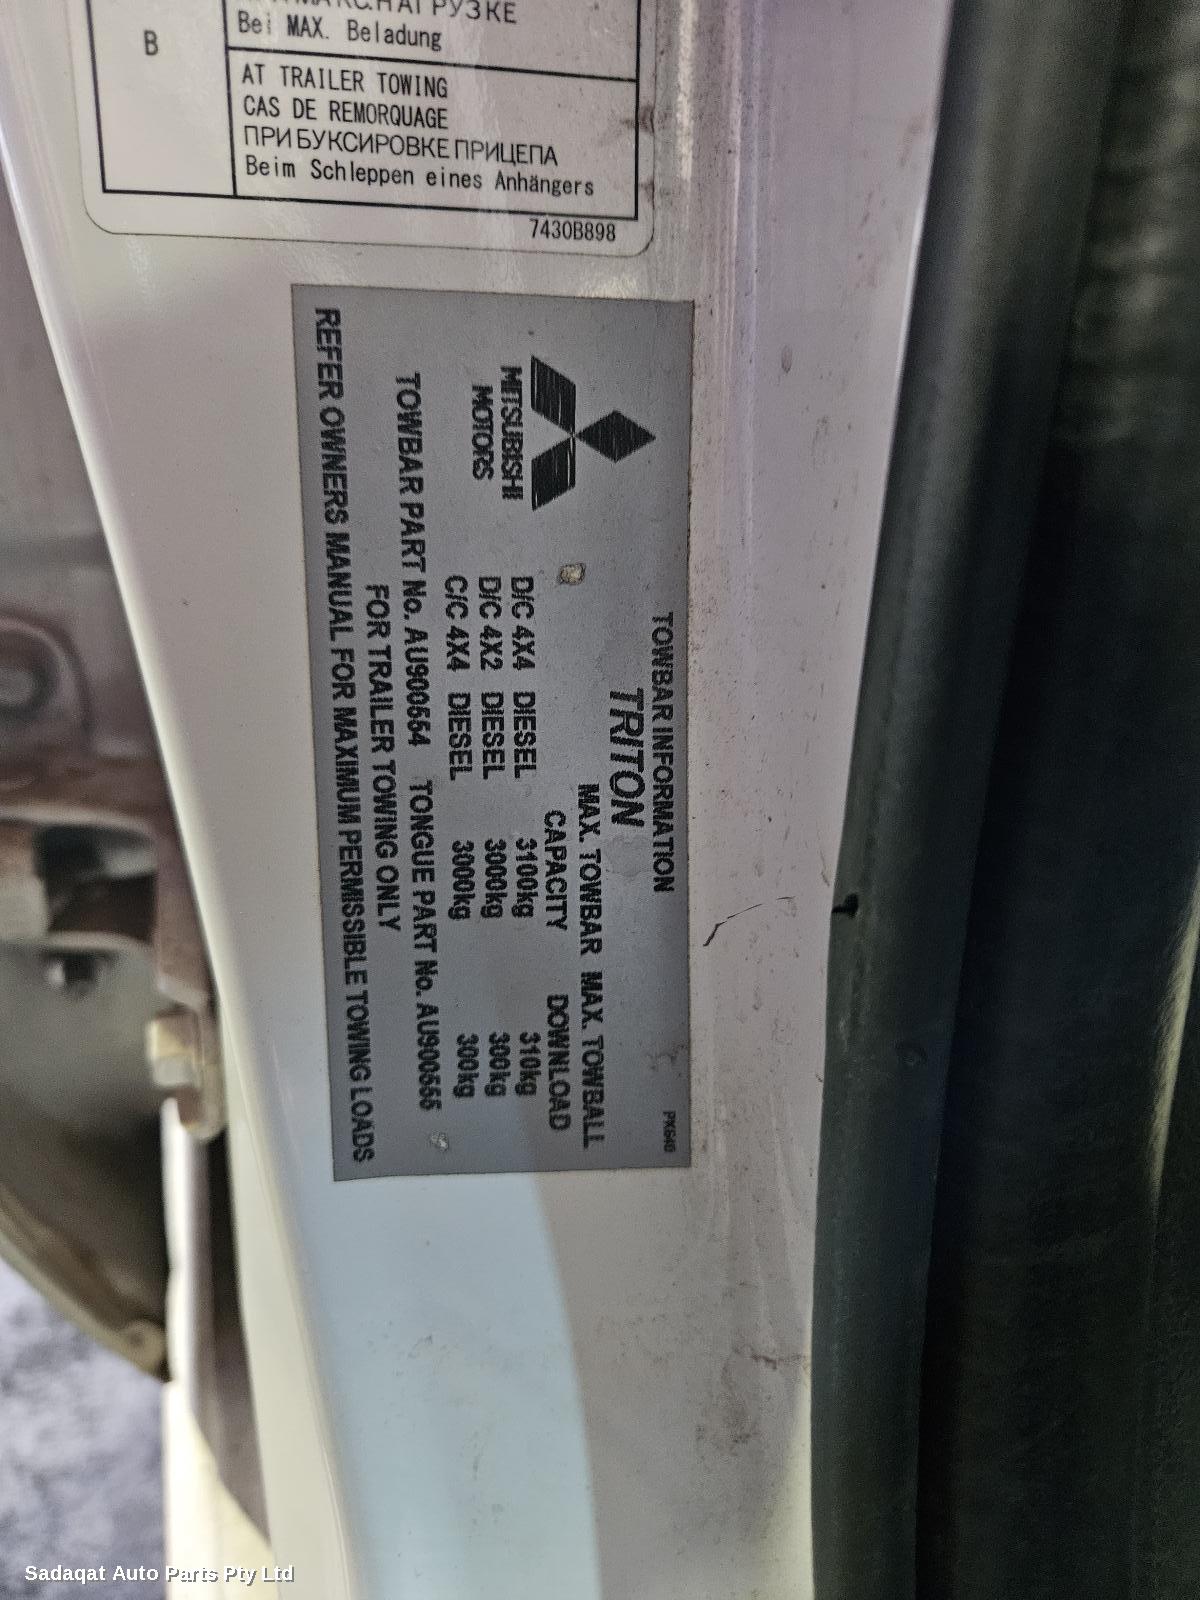 B
Bei MAX. Beladung
AT TRAILER TOWING
CAS DE REMORQUAGE
ПРИ БУКСИРОВКЕ ПРИЦЕПА
Beim Schleppen eines Anhängers
7430B898
TOWBAR INFORMATION
PX640
TRITON
MITSUBISHI
MOTORS
MAX. TOWBAR MAX. TOWBALL
CAPACITY DOWNLOAD
D/C 4X4 DIESEL 3100kg 310kg
D/C 4X2 DIESEL 3000kg 300kg
C/C 4X4 DIESEL 3000kg 300kg
TOWBAR PART No. AU900554 TONGUE PART No. AU900555
FOR TRAILER TOWING ONLY
REFER OWNERS MANUAL FOR MAXIMUM PERMISSIBLE TOWING LOADS
Sadaqat Auto Parts Pty Ltd